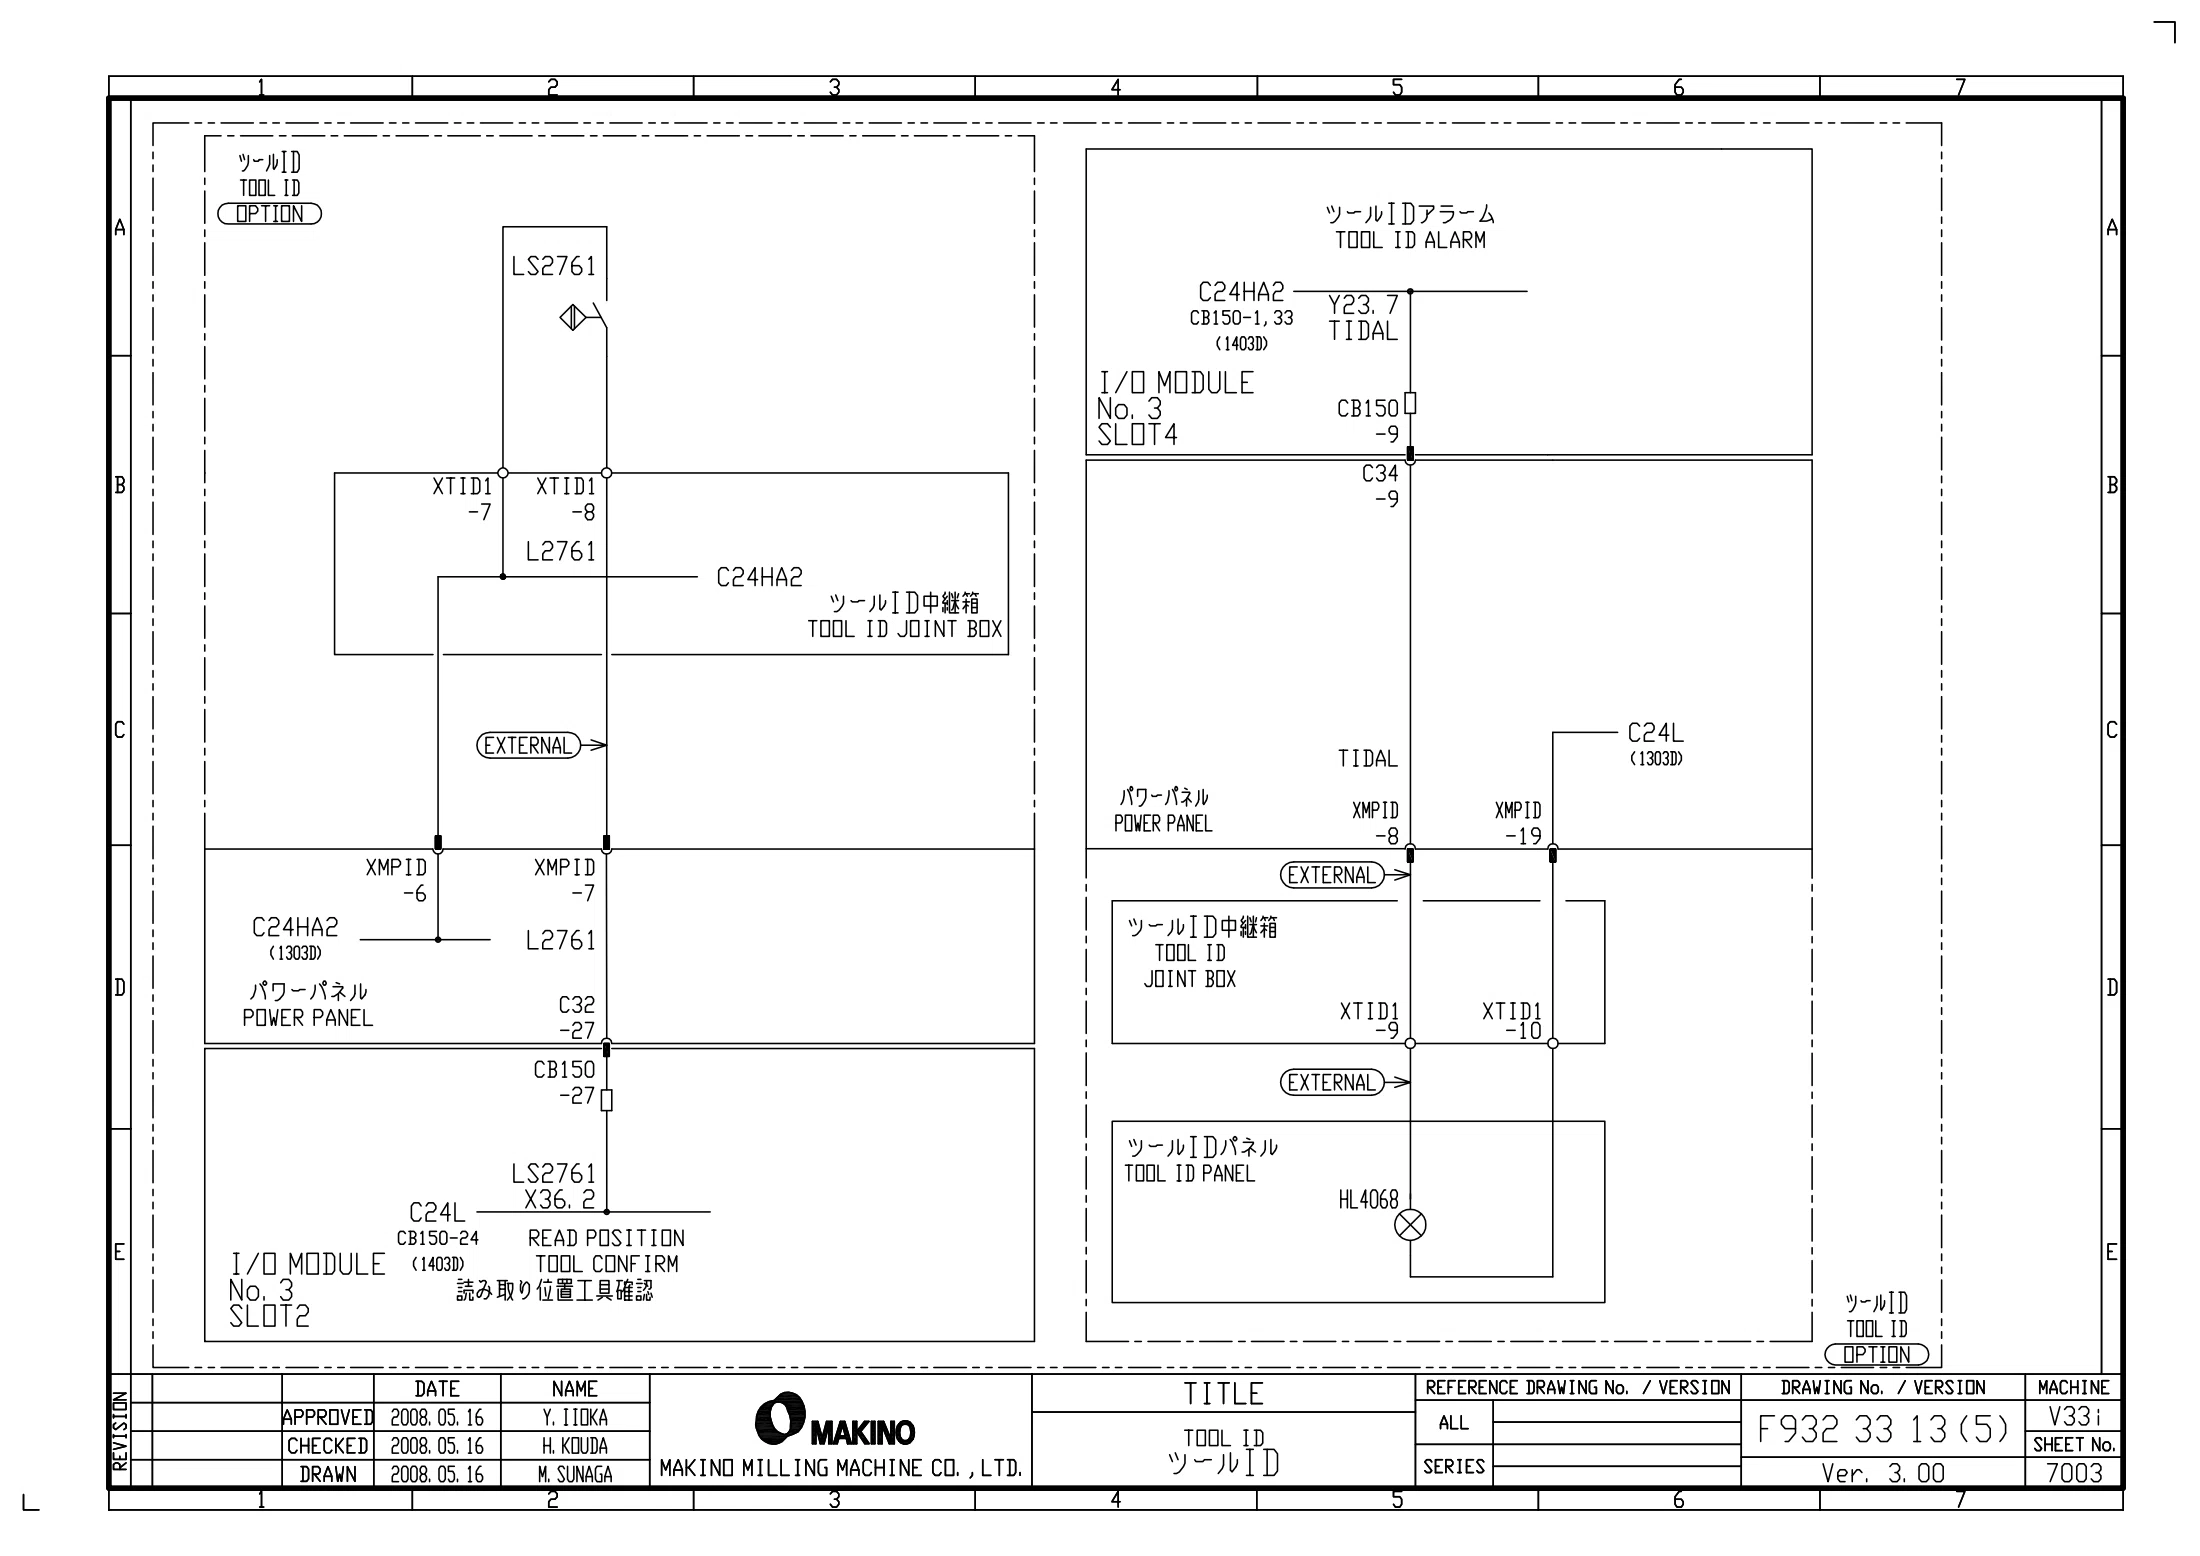 1 2 3 4 5 6 7
A
B
C
D
E
ツールID
TOOL ID
OPTION
LS2761
XTID1
-7
XTID1
-8
L2761
C24HA2
ツールID中継箱
TOOL ID JOINT BOX
EXTERNAL
XMPID
-6
XMPID
-7
C24HA2
(1303D)
L2761
パワーパネル
POWER PANEL
C32
-27
CB150
-27
LS2761
X36.2
C24L
CB150-24
(1403D)
READ POSITION
TOOL CONFIRM
読み取り位置工具確認
I/O MODULE
No. 3
SLOT2
ツールIDアラーム
TOOL ID ALARM
C24HA2
CB150-1,33
(1403D)
Y23.7
TIDAL
I/O MODULE
No. 3
SLOT4
CB150
-9
C34
-9
C24L
(1303D)
TIDAL
パワーパネル
POWER PANEL
XMPID
-8
XMPID
-19
EXTERNAL
ツールID中継箱
TOOL ID
JOINT BOX
XTID1
-9
XTID1
-10
EXTERNAL
ツールIDパネル
TOOL ID PANEL
HL4068
ツールID
TOOL ID
OPTION
A
B
C
D
E
REVISION
DATE NAME
APPROVED 2008.05.16 Y. IIOKA
CHECKED 2008.05.16 H. KOUDA
DRAWN 2008.05.16 M. SUNAGA
MAKINO
MAKINO MILLING MACHINE CO.,LTD.
TITLE
TOOL ID
ツールID
REFERENCE DRAWING No. / VERSION
ALL
SERIES
DRAWING No. / VERSION
F932 33 13(5)
Ver. 3.00
MACHINE
V33i
SHEET No.
7003
1 2 3 4 5 6 7